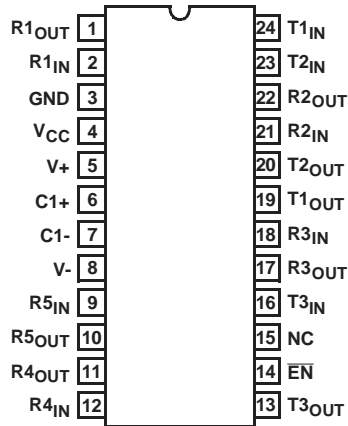 R1OUT 1 24 T1IN
R1IN 2 23 T2IN
GND 3 22 R2OUT
VCC 4 21 R2IN
V+ 5 20 T2OUT
C1+ 6 19 T1OUT
C1- 7 18 R3IN
V- 8 17 R3OUT
R5IN 9 16 T3IN
R5OUT 10 15 NC
R4OUT 11 14 E̅N̅
R4IN 12 13 T3OUT